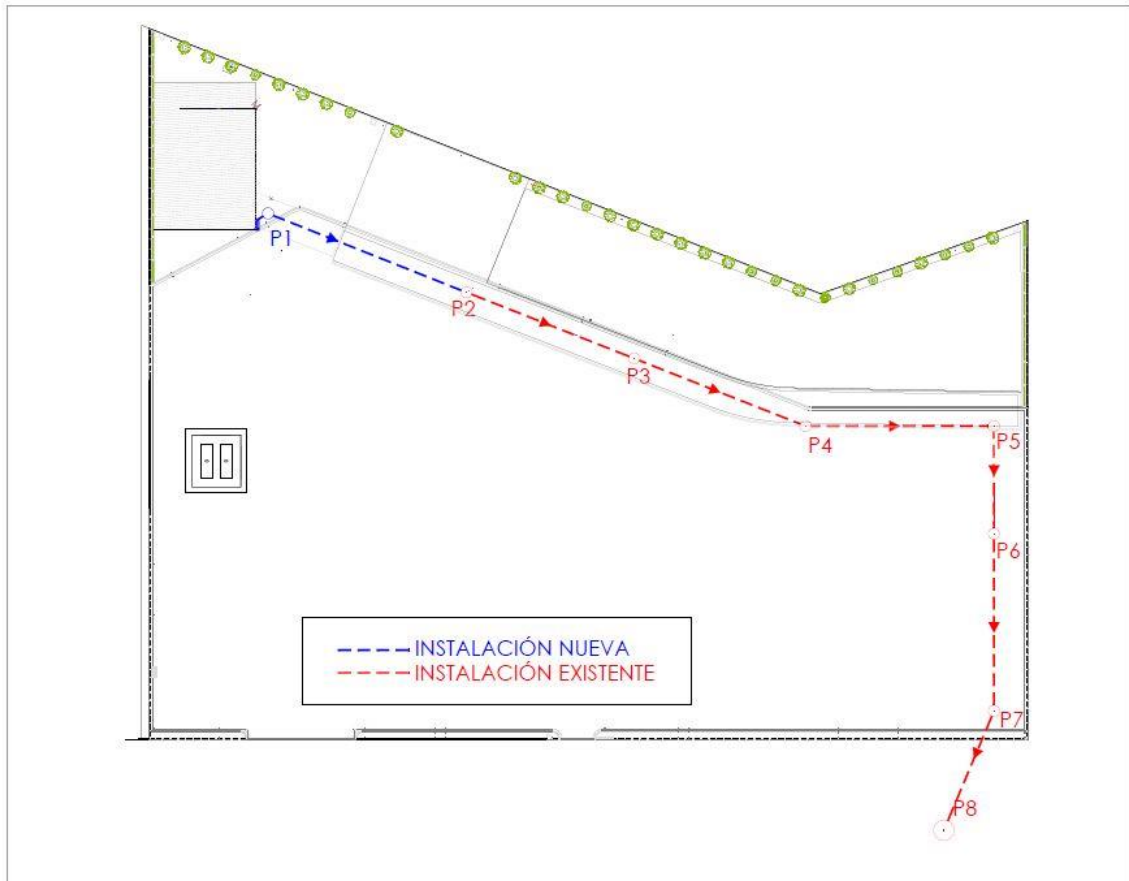 P1
P2
P3
P4
P5
P6
INSTALACIÓN NUEVA
INSTALACIÓN EXISTENTE
P7
P8